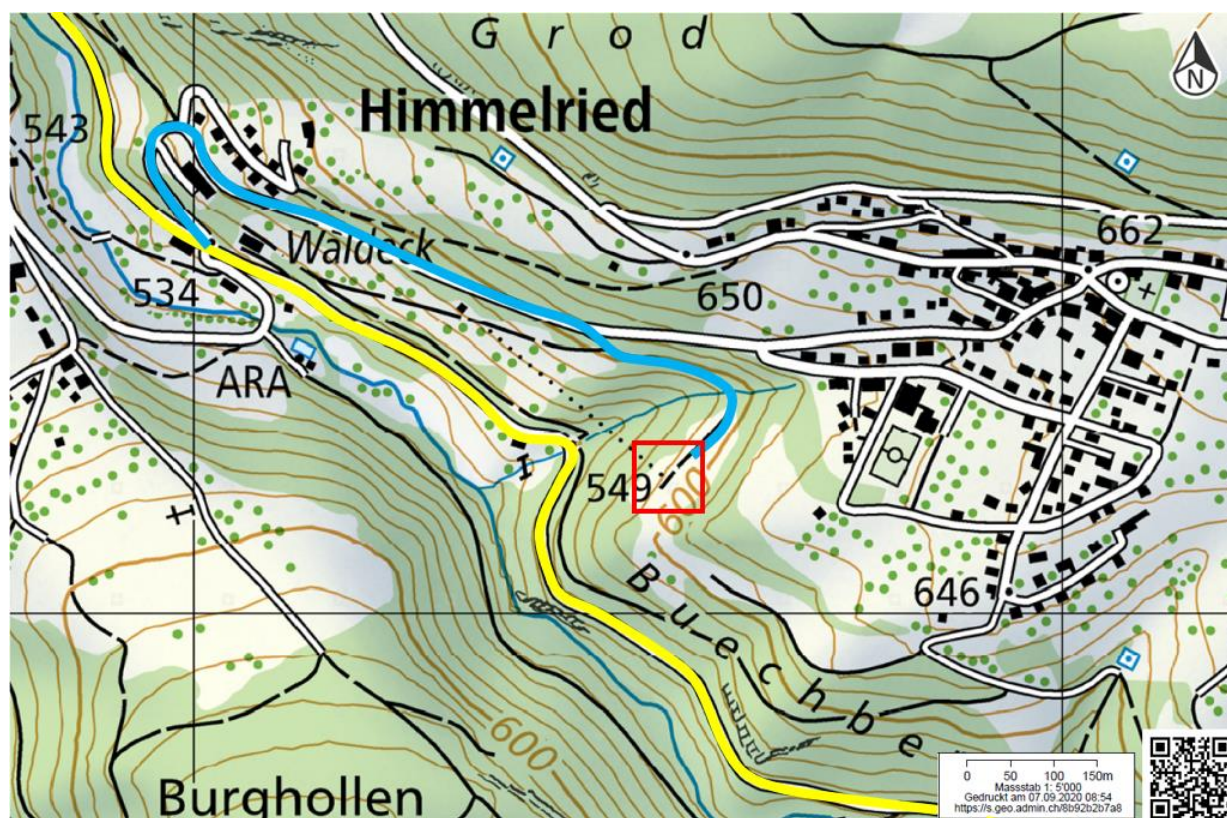 Grod
543
Himmelried
N
662
Waldeck
534
650
ARA
549
600
Buechbe
646
600
Burghollen
0 50 100 150m
Massstab 1: 5'000
Gedruckt am 07.09.2020 08:54
https://s.geo.admin.ch/8b92b2b7a8